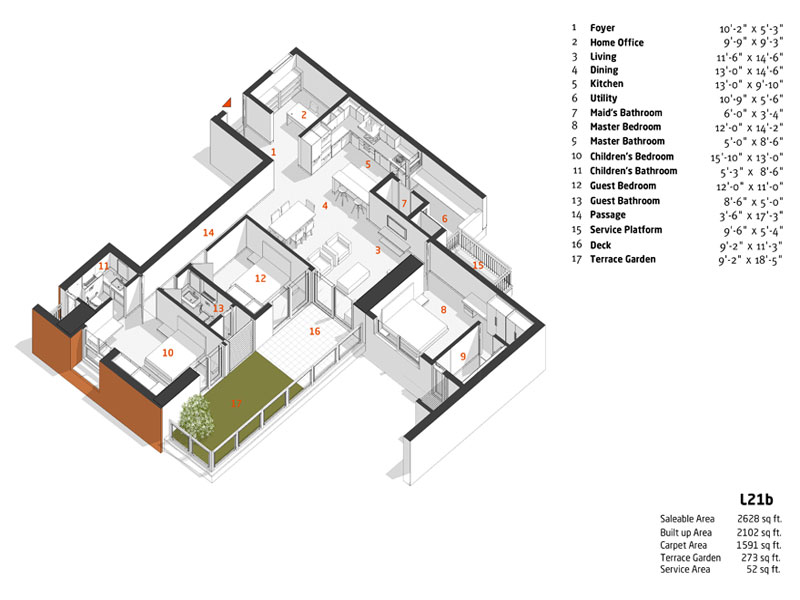 1 Foyer 10'-2" X 5'-3"
2 Home Office 9'-9" X 9'-3"
3 Living 11'-6" X 14'-6"
4 Dining 13'-0" X 14'-6"
5 Kitchen 13'-0" X 9'-10"
6 Utility 10'-9" X 5'-6"
7 Maid's Bathroom 6'-0" X 3'-4"
8 Master Bedroom 12'-0" X 14'-2"
5 Master Bathroom 5'-0" X 8'-6"
10 Children's Bedroom 15'-10" X 13'-0"
11 Children's Bathroom 5'-3" X 8'-6"
12 Guest Bedroom 12'-0" X 11'-0"
13 Guest Bathroom 8'-6" X 5'-0"
14 Passage 3'-6" X 17'-3"
15 Service Platform 9'-6" X 5'-4"
16 Deck 9'-2" X 11'-3"
17 Terrace Garden 9'-2" X 18'-5"
2
1
5
7
4
6
14
3
11
15
12
13
8
16
10
9
17
L21b
Saleable Area 2628 sq ft.
Built up Area 2102 sq ft.
Carpet Area 1591 sq ft.
Terrace Garden 273 sq ft.
Service Area 52 sq ft.